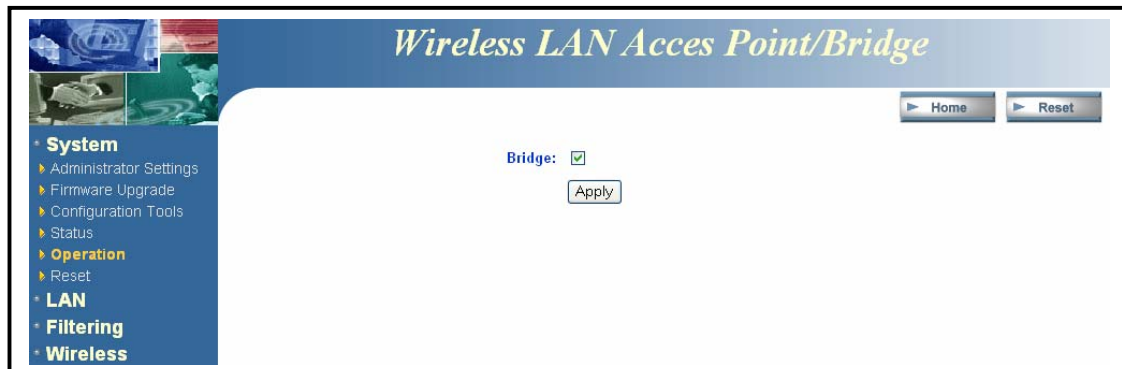 Wireless LAN Acces Point/Bridge
Home
Reset
System
Administrator Settings
Firmware Upgrade
Configuration Tools
Status
Operation
Reset
LAN
Filtering
Wireless
Bridge:
Apply